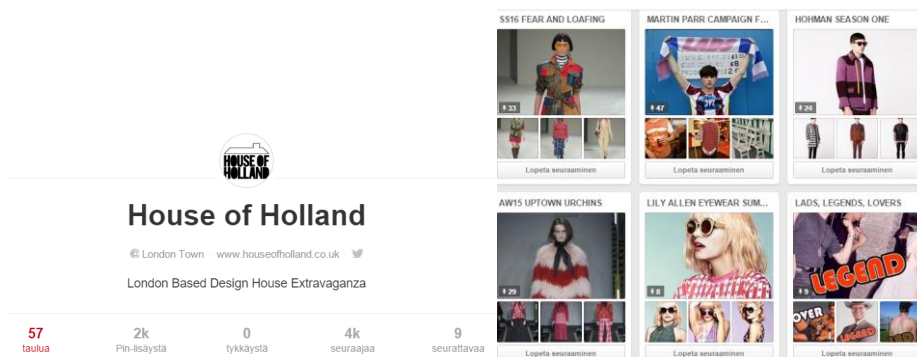 HOUSE OF
HOLLAND
House of Holland
London Town · www.houseofholland.co.uk ·
London Based Design House Extravaganza
57
taulua
2k
Pin-lisäystä
0
tykkäystä
4k
seuraajaa
9
seurattavaa
SS16 FEAR AND LOAFING
33
Lopeta seuraaminen
MARTIN PARR CAMPAIGN F...
47
Lopeta seuraaminen
HOHMAN SEASON ONE
24
Lopeta seuraaminen
AW15 UPTOWN URCHINS
29
Lopeta seuraaminen
LILY ALLEN EYEWEAR SUM...
8
Lopeta seuraaminen
LADS, LEGENDS, LOVERS
LEGEND
9
OVER
LEGEND
Lopeta seuraaminen